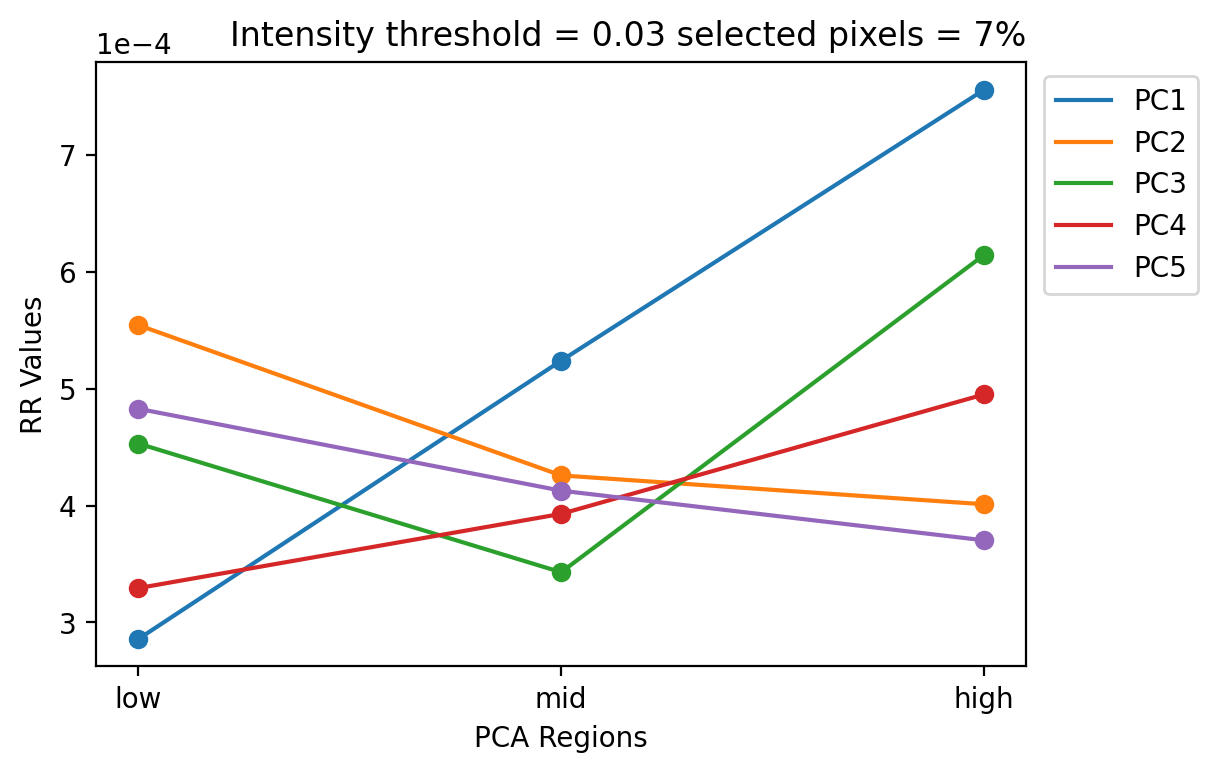 Intensity threshold = 0.03 selected pixels = 7%
1e−4
7
6
5
4
3
RR Values
low
mid
high
PCA Regions
PC1
PC2
PC3
PC4
PC5